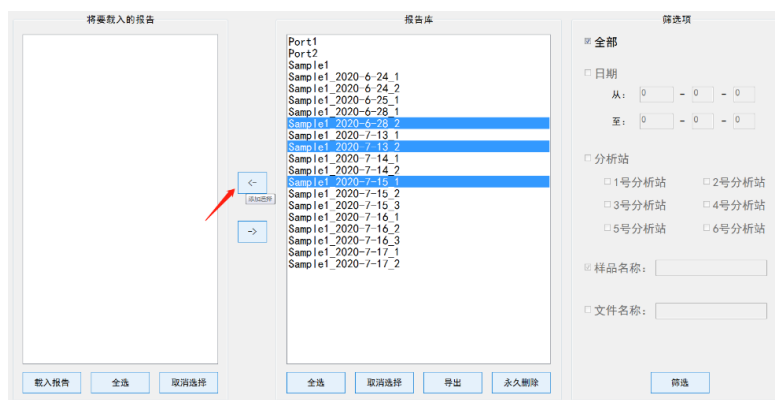 将要载入的报告
报告库
筛选项
Port1
Port2
Sample1
Sample1_2020-6-24_1
Sample1_2020-6-24_2
Sample1_2020-6-25_1
Sample1_2020-6-28_1
Sample1_2020-6-28_2
Sample1_2020-7-13_1
Sample1_2020-7-13_2
Sample1_2020-7-14_1
Sample1_2020-7-14_2
Sample1_2020-7-15_1
Sample1_2020-7-15_2
Sample1_2020-7-15_3
Sample1_2020-7-16_1
Sample1_2020-7-16_2
Sample1_2020-7-16_3
Sample1_2020-7-17_1
Sample1_2020-7-17_2
<-
添加选择
->
全部
日期
从: 0 - 0 - 0
至: 0 - 0 - 0
分析站
1号分析站 2号分析站
3号分析站 4号分析站
5号分析站 6号分析站
样品名称:
文件名称:
载入报告 全选 取消选择
全选 取消选择 导出 永久删除
筛选